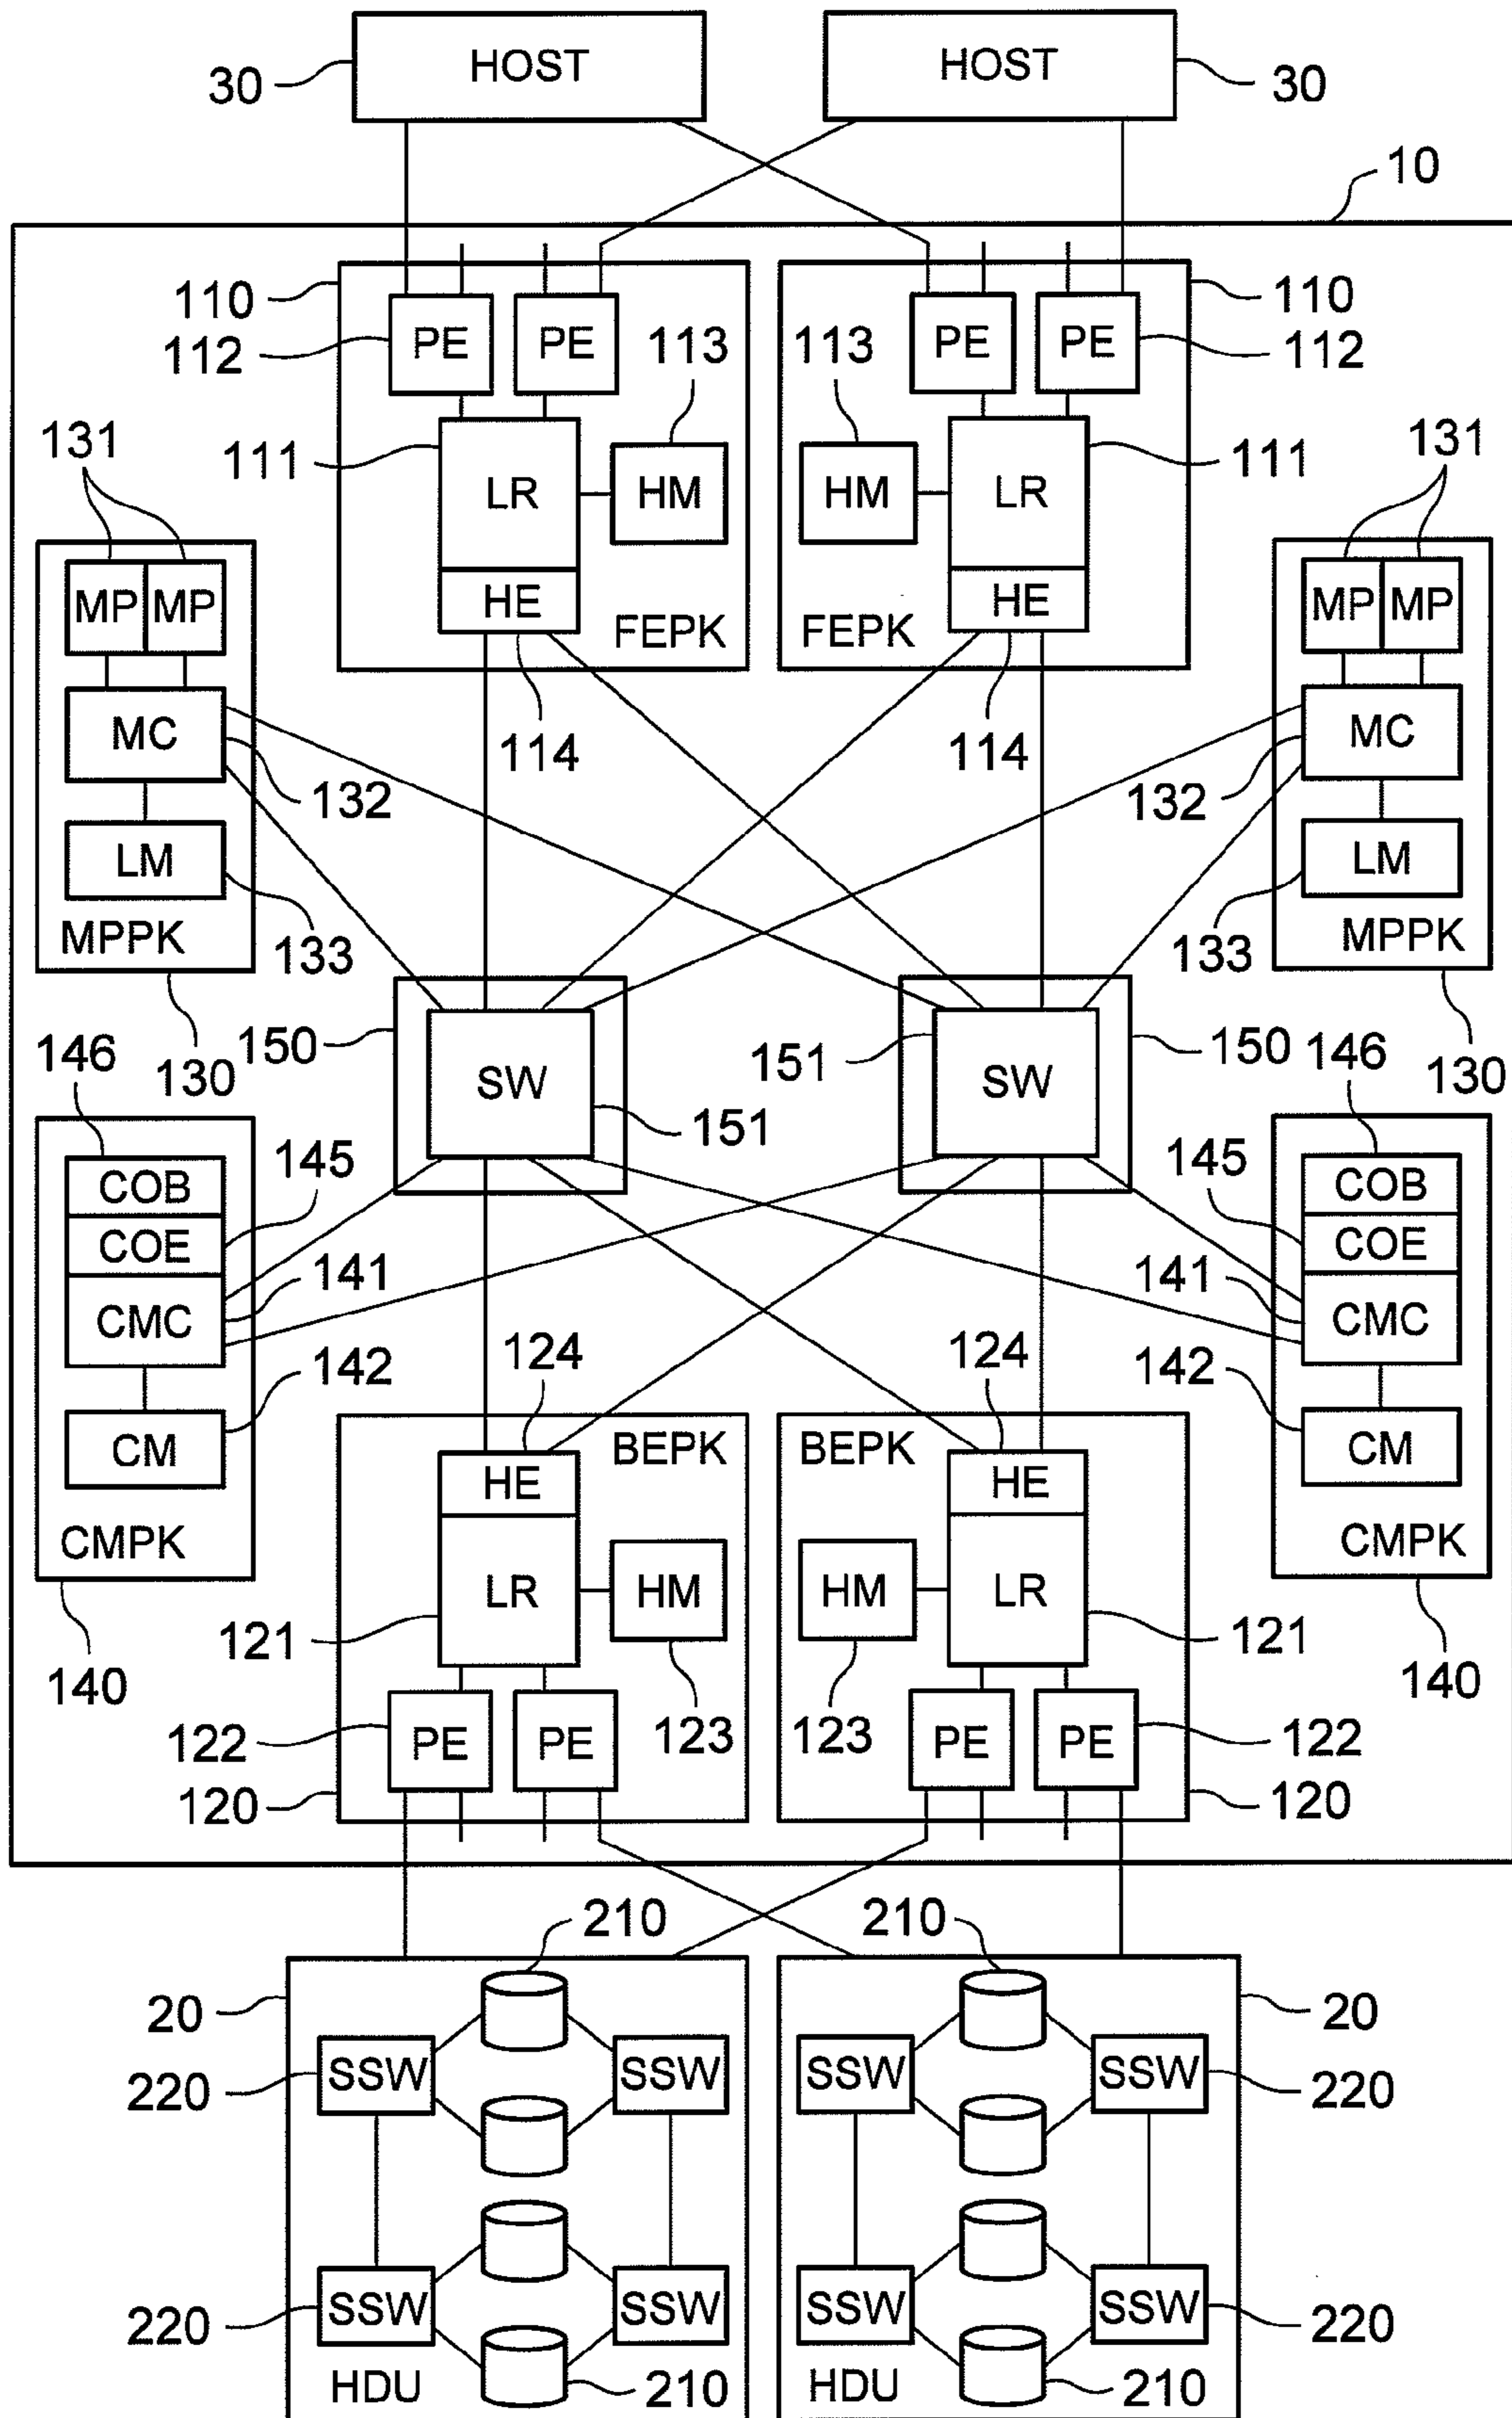 30 HOST HOST 30
10
110 110
112 PE PE 113 113 PE PE 112
131 111 LR HM HM LR 111 131
MP MP HE FEPK FEPK HE MP MP
MC 114 114 MC
132 132
LM LM
MPPK 133 133 MPPK
130 150 SW 151 151 SW 150 130
146 146
COB 145 145 COB
COE COE
CMC 141 141 CMC
142 124 124 142
CM HE BEPK BEPK HE CM
CMPK CMPK
LR HM HM LR
140 121 121 140
122 PE PE 123 123 PE PE 122
120 120
210 210
20 20
SSW SSW SSW SSW
220 220
SSW SSW SSW SSW
220 220
HDU 210 HDU 210